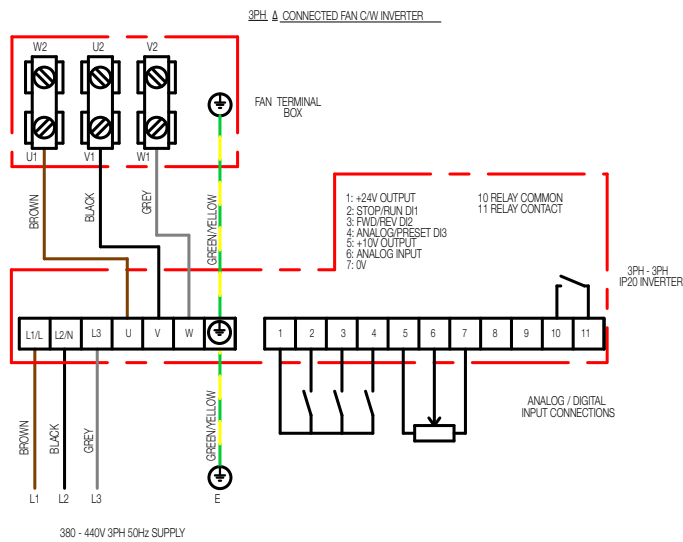 3PH Δ CONNECTED FAN C/W INVERTER
W2 U2 V2
FAN TERMINAL
BOX
U1 V1 W1
BROWN
BLACK
GREY
GREEN/YELLOW
1: +24V OUTPUT
2: STOP/RUN DI1
3: FWD/REV DI2
4: ANALOG/PRESET DI3
5: +10V OUTPUT
6: ANALOG INPUT
7: 0V
10 RELAY COMMON
11 RELAY CONTACT
3PH - 3PH
IP20 INVERTER
L1/L L2/N L3 U V W
1 2 3 4 5 6 7 8 9 10 11
ANALOG / DIGITAL
INPUT CONNECTIONS
BROWN
BLACK
GREY
GREEN/YELLOW
L1 L2 L3 E
380 - 440V 3PH 50Hz SUPPLY